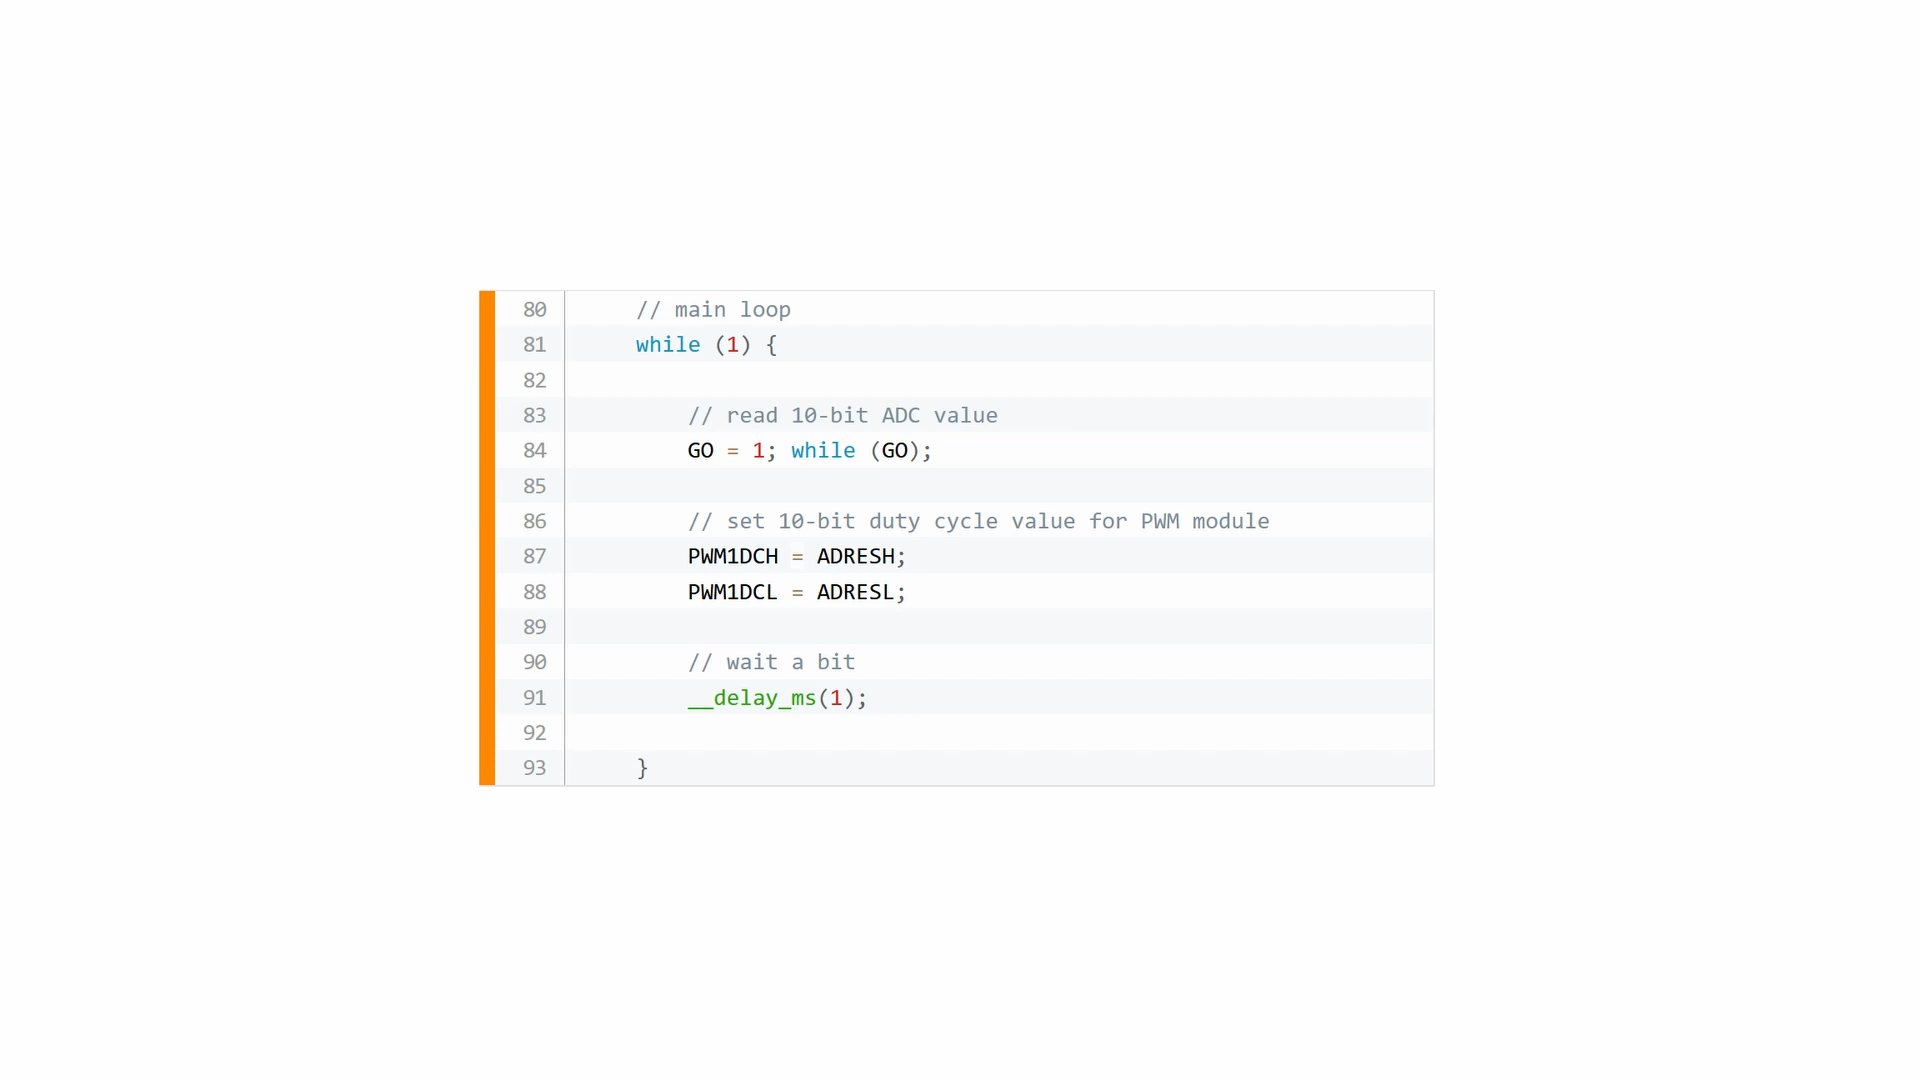 80 // main loop
81 while (1) {
82
83 // read 10-bit ADC value
84 GO = 1; while (GO);
85
86 // set 10-bit duty cycle value for PWM module
87 PWM1DCH = ADRESH;
88 PWM1DCL = ADRESL;
89
90 // wait a bit
91 __delay_ms(1);
92
93 }